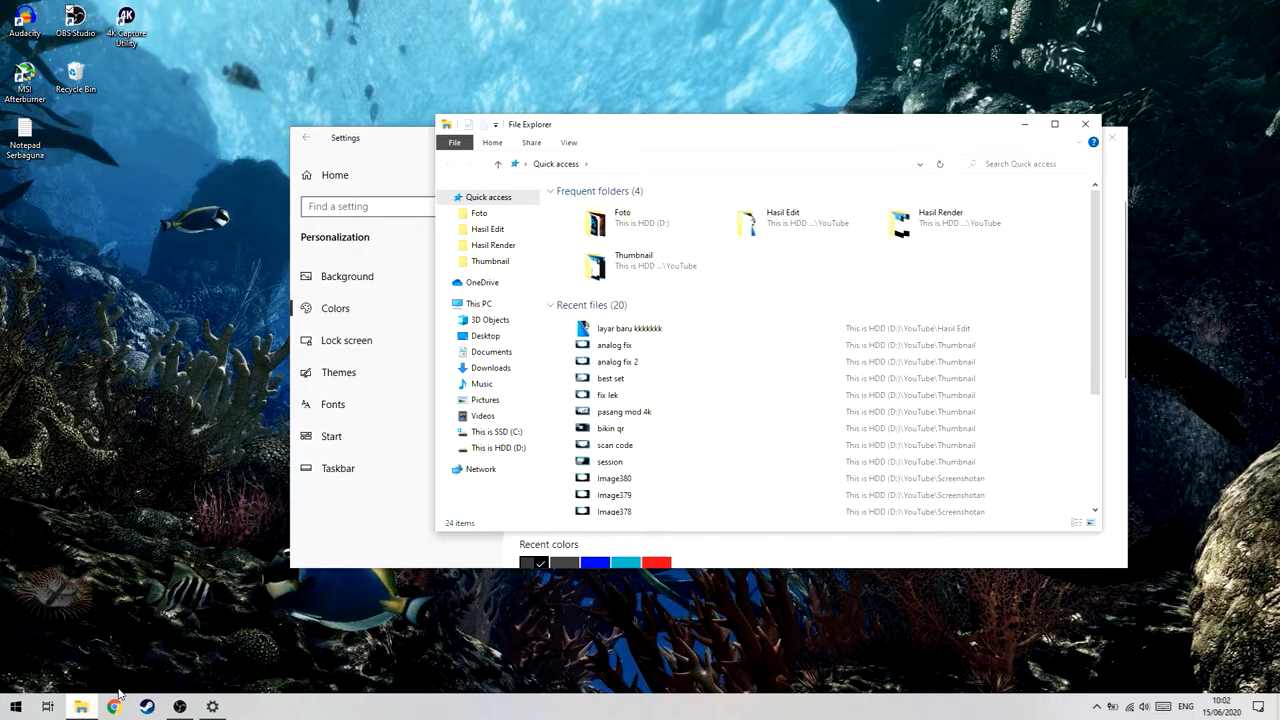 Audacity
OBS Studio
4K Capture
Utility
MSI
Afterburner
Recycle Bin
Notepad
Serbaguna
Settings
Home
Find a setting
Personalization
Background
Colors
Lock screen
Themes
Fonts
Start
Taskbar
File Explorer
File Home Share View
Quick access
Search Quick access
Quick access
Foto
Hasil Edit
Hasil Render
Thumbnail
OneDrive
This PC
3D Objects
Desktop
Documents
Downloads
Music
Pictures
Videos
This is SSD (C:)
This is HDD (D:)
Network
Frequent folders (4)
Foto
This is HDD (D:)
Hasil Edit
This is HDD ...\YouTube
Hasil Render
This is HDD ...\YouTube
Thumbnail
This is HDD ...\YouTube
Recent files (20)
layar baru kkkkkkk This is HDD (D:)\YouTube\Hasil Edit
analog fix This is HDD (D:)\YouTube\Thumbnail
analog fix 2 This is HDD (D:)\YouTube\Thumbnail
best set This is HDD (D:)\YouTube\Thumbnail
fix lek This is HDD (D:)\YouTube\Thumbnail
pasang mod 4k This is HDD (D:)\YouTube\Thumbnail
bikin qr This is HDD (D:)\YouTube\Thumbnail
scan code This is HDD (D:)\YouTube\Thumbnail
session This is HDD (D:)\YouTube\Thumbnail
Image380 This is HDD (D:)\YouTube\Screenshotan
Image379 This is HDD (D:)\YouTube\Screenshotan
Image378 This is HDD (D:)\YouTube\Screenshotan
24 items
Recent colors
ENG
10:02
15/06/2020